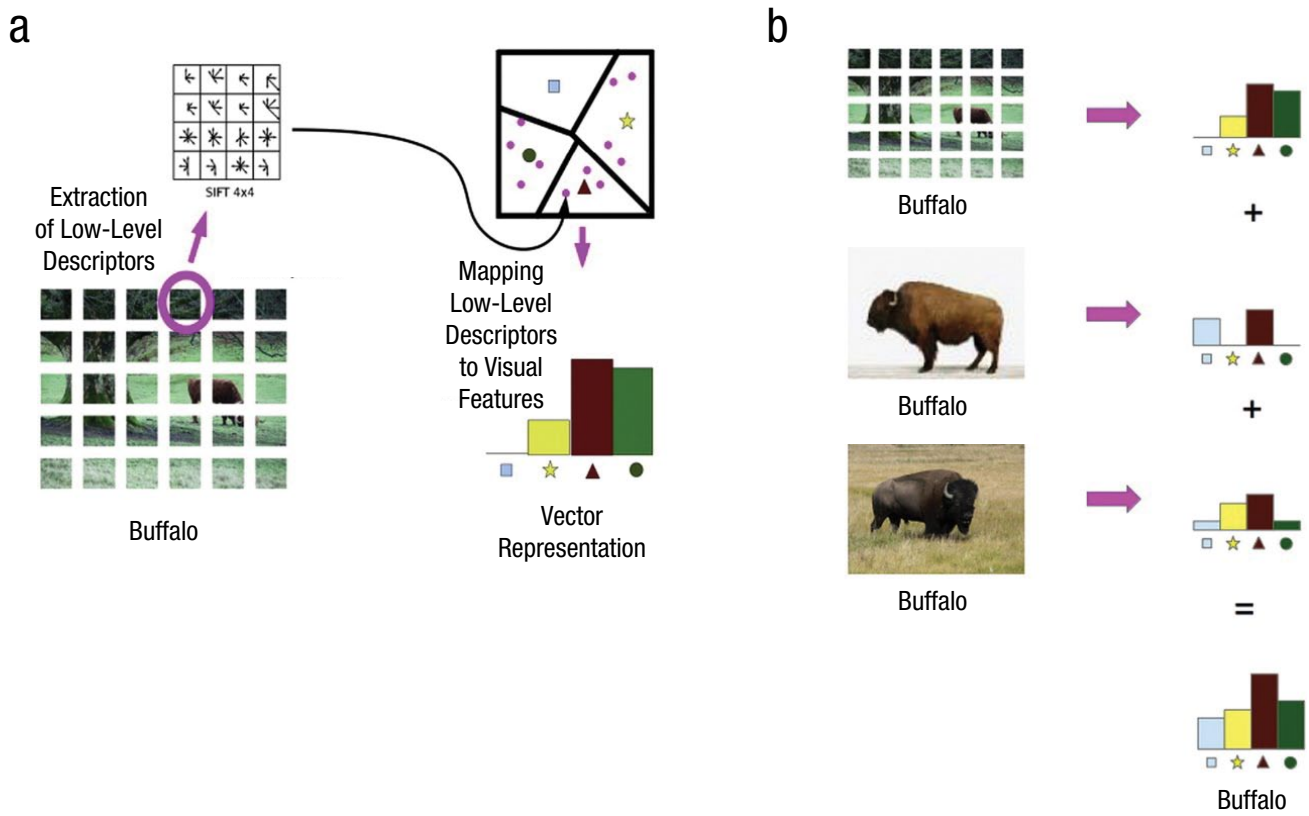 a
SIFT 4x4
Extraction
of Low-Level
Descriptors
Buffalo
Mapping
Low-Level
Descriptors
to Visual
Features
Vector
Representation
b
Buffalo
+
Buffalo
+
Buffalo
=
Buffalo